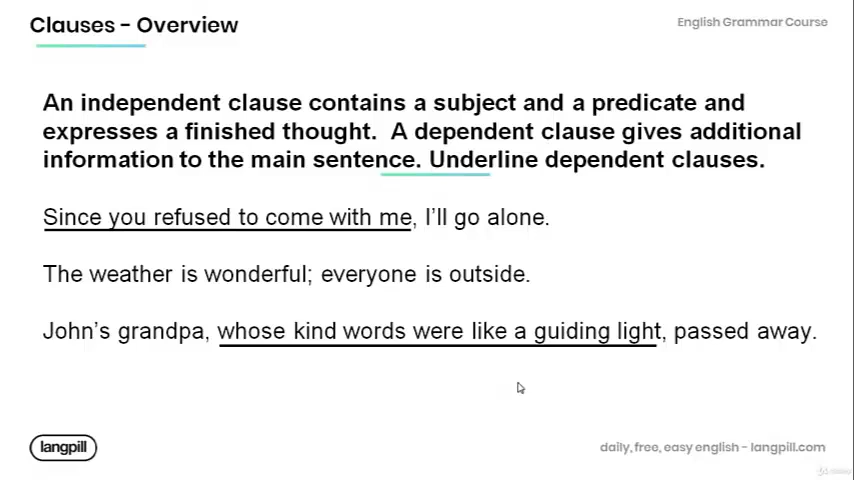 Clauses - Overview
English Grammar Course
An independent clause contains a subject and a predicate and
expresses a finished thought.  A dependent clause gives additional
information to the main sentence. Underline dependent clauses.
Since you refused to come with me, I'll go alone.
The weather is wonderful; everyone is outside.
John's grandpa, whose kind words were like a guiding light, passed away.
langpill
daily, free, easy english - langpill.com